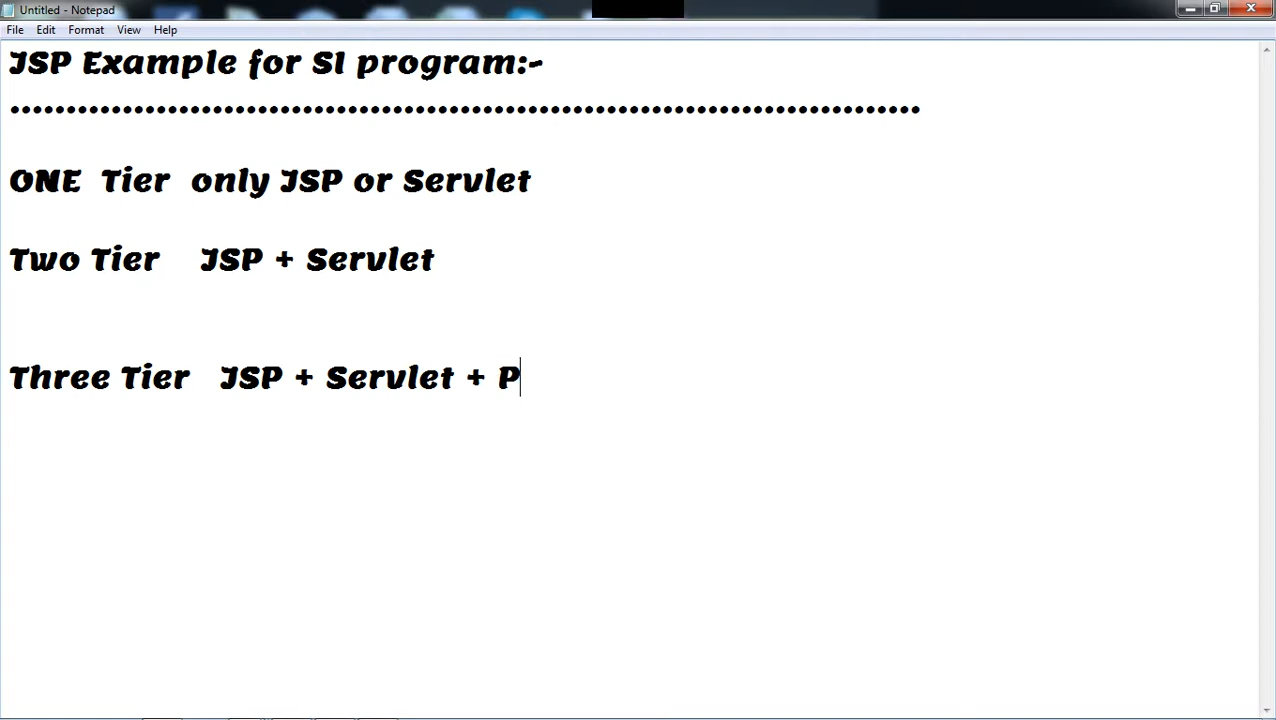 Untitled - Notepad
File Edit Format View Help
JSP Example for SI program:-
.................................................................................
ONE Tier only JSP or Servlet
Two Tier JSP + Servlet
Three Tier JSP + Servlet + P